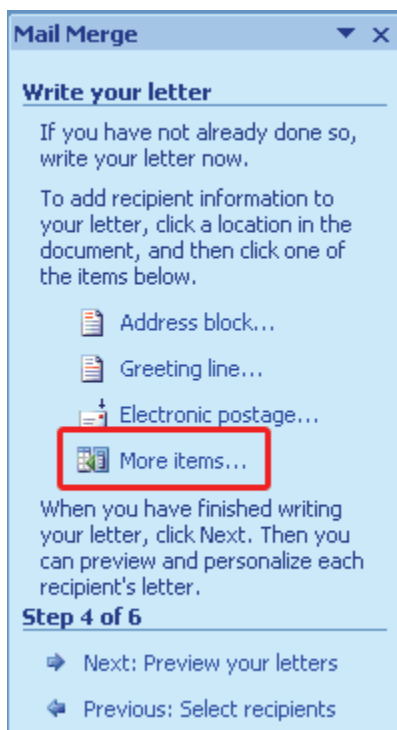 Mail Merge
Write your letter
If you have not already done so,
write your letter now.
To add recipient information to
your letter, click a location in the
document, and then click one of
the items below.
Address block...
Greeting line...
Electronic postage...
More items...
When you have finished writing
your letter, click Next. Then you
can preview and personalize each
recipient's letter.
Step 4 of 6
Next: Preview your letters
Previous: Select recipients